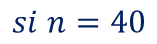 si n = 40